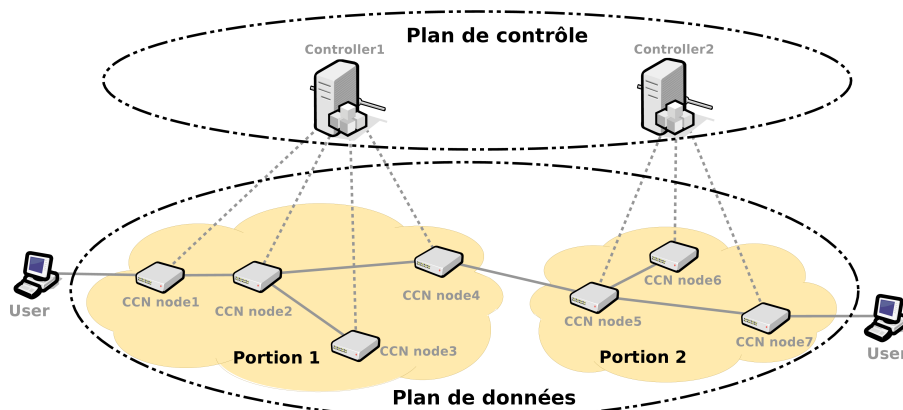 Plan de contrôle
Controller1
Controller2
User
CCN node1
CCN node2
CCN node3
CCN node4
CCN node5
CCN node6
CCN node7
User
Portion 1
Portion 2
Plan de données